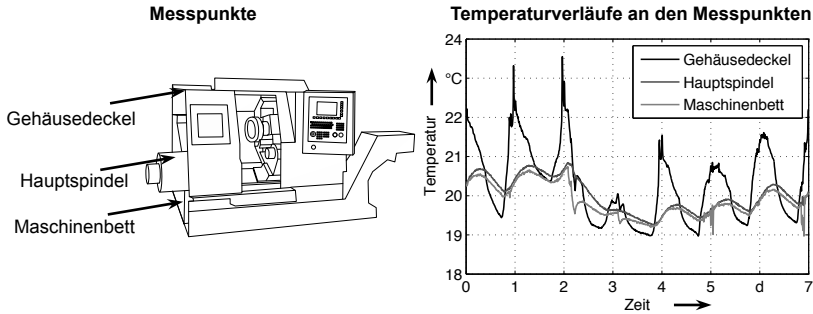 Messpunkte
Gehäusedeckel
Hauptspindel
Maschinenbett
Temperaturverläufe an den Messpunkten
Temperatur
24
°C
22
21
20
19
18
Gehäusedeckel
Hauptspindel
Maschinenbett
0 1 2 3 4 5 d 7
Zeit